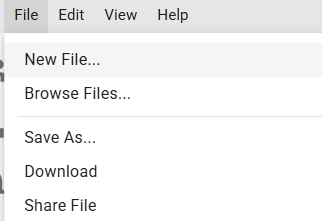 File Edit View Help
New File...
Browse Files...
Save As...
Download
Share File